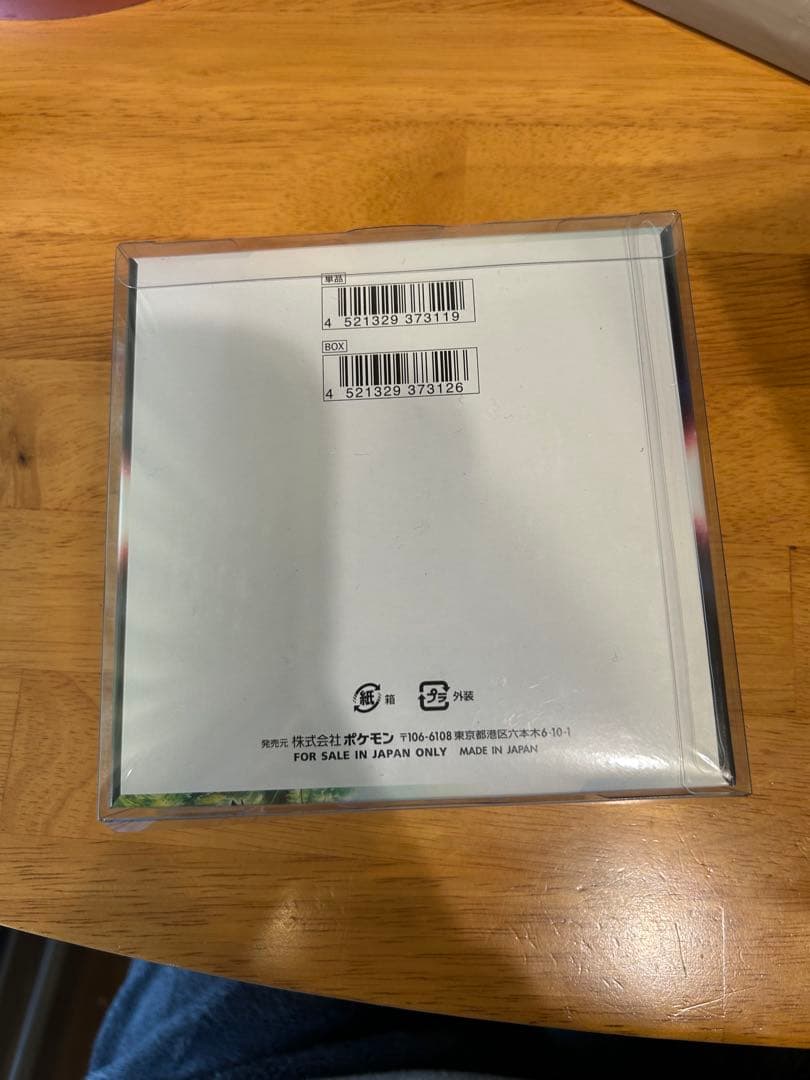 単品
4 521329 373119
BOX
4 521329 373126
紙 箱 プラ 外装
発売元 株式会社 ポケモン 〒106-6108 東京都港区六本木6-10-1
FOR SALE IN JAPAN ONLY MADE IN JAPAN